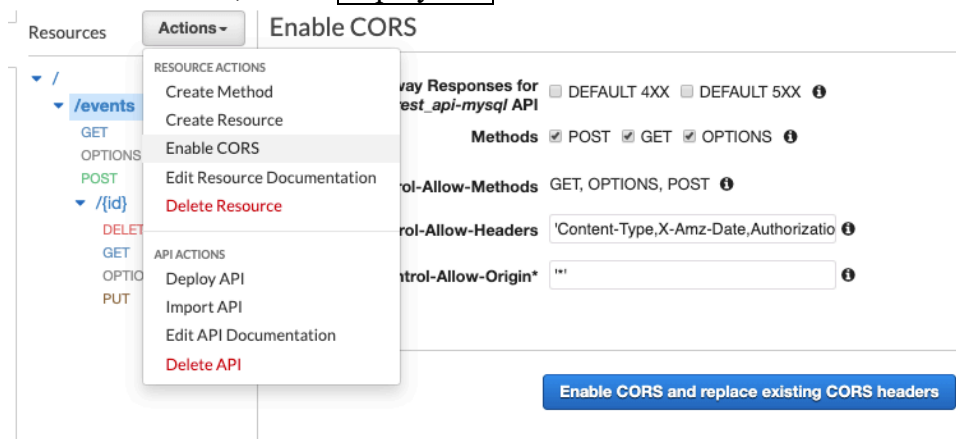 Resources
Actions
Enable CORS
/
/events
GET
OPTIONS
POST
/{id}
GET
PUT
RESOURCE ACTIONS
Create Method
Create Resource
Enable CORS
Edit Resource Documentation
Delete Resource
API ACTIONS
Deploy API
Import API
Edit API Documentation
Delete API
Responses for
API
DEFAULT 4XX DEFAULT 5XX
Methods
POST GET OPTIONS
GET, OPTIONS, POST
'Content-Type,X-Amz-Date,Authorizatio
'*'
Enable CORS and replace existing CORS headers